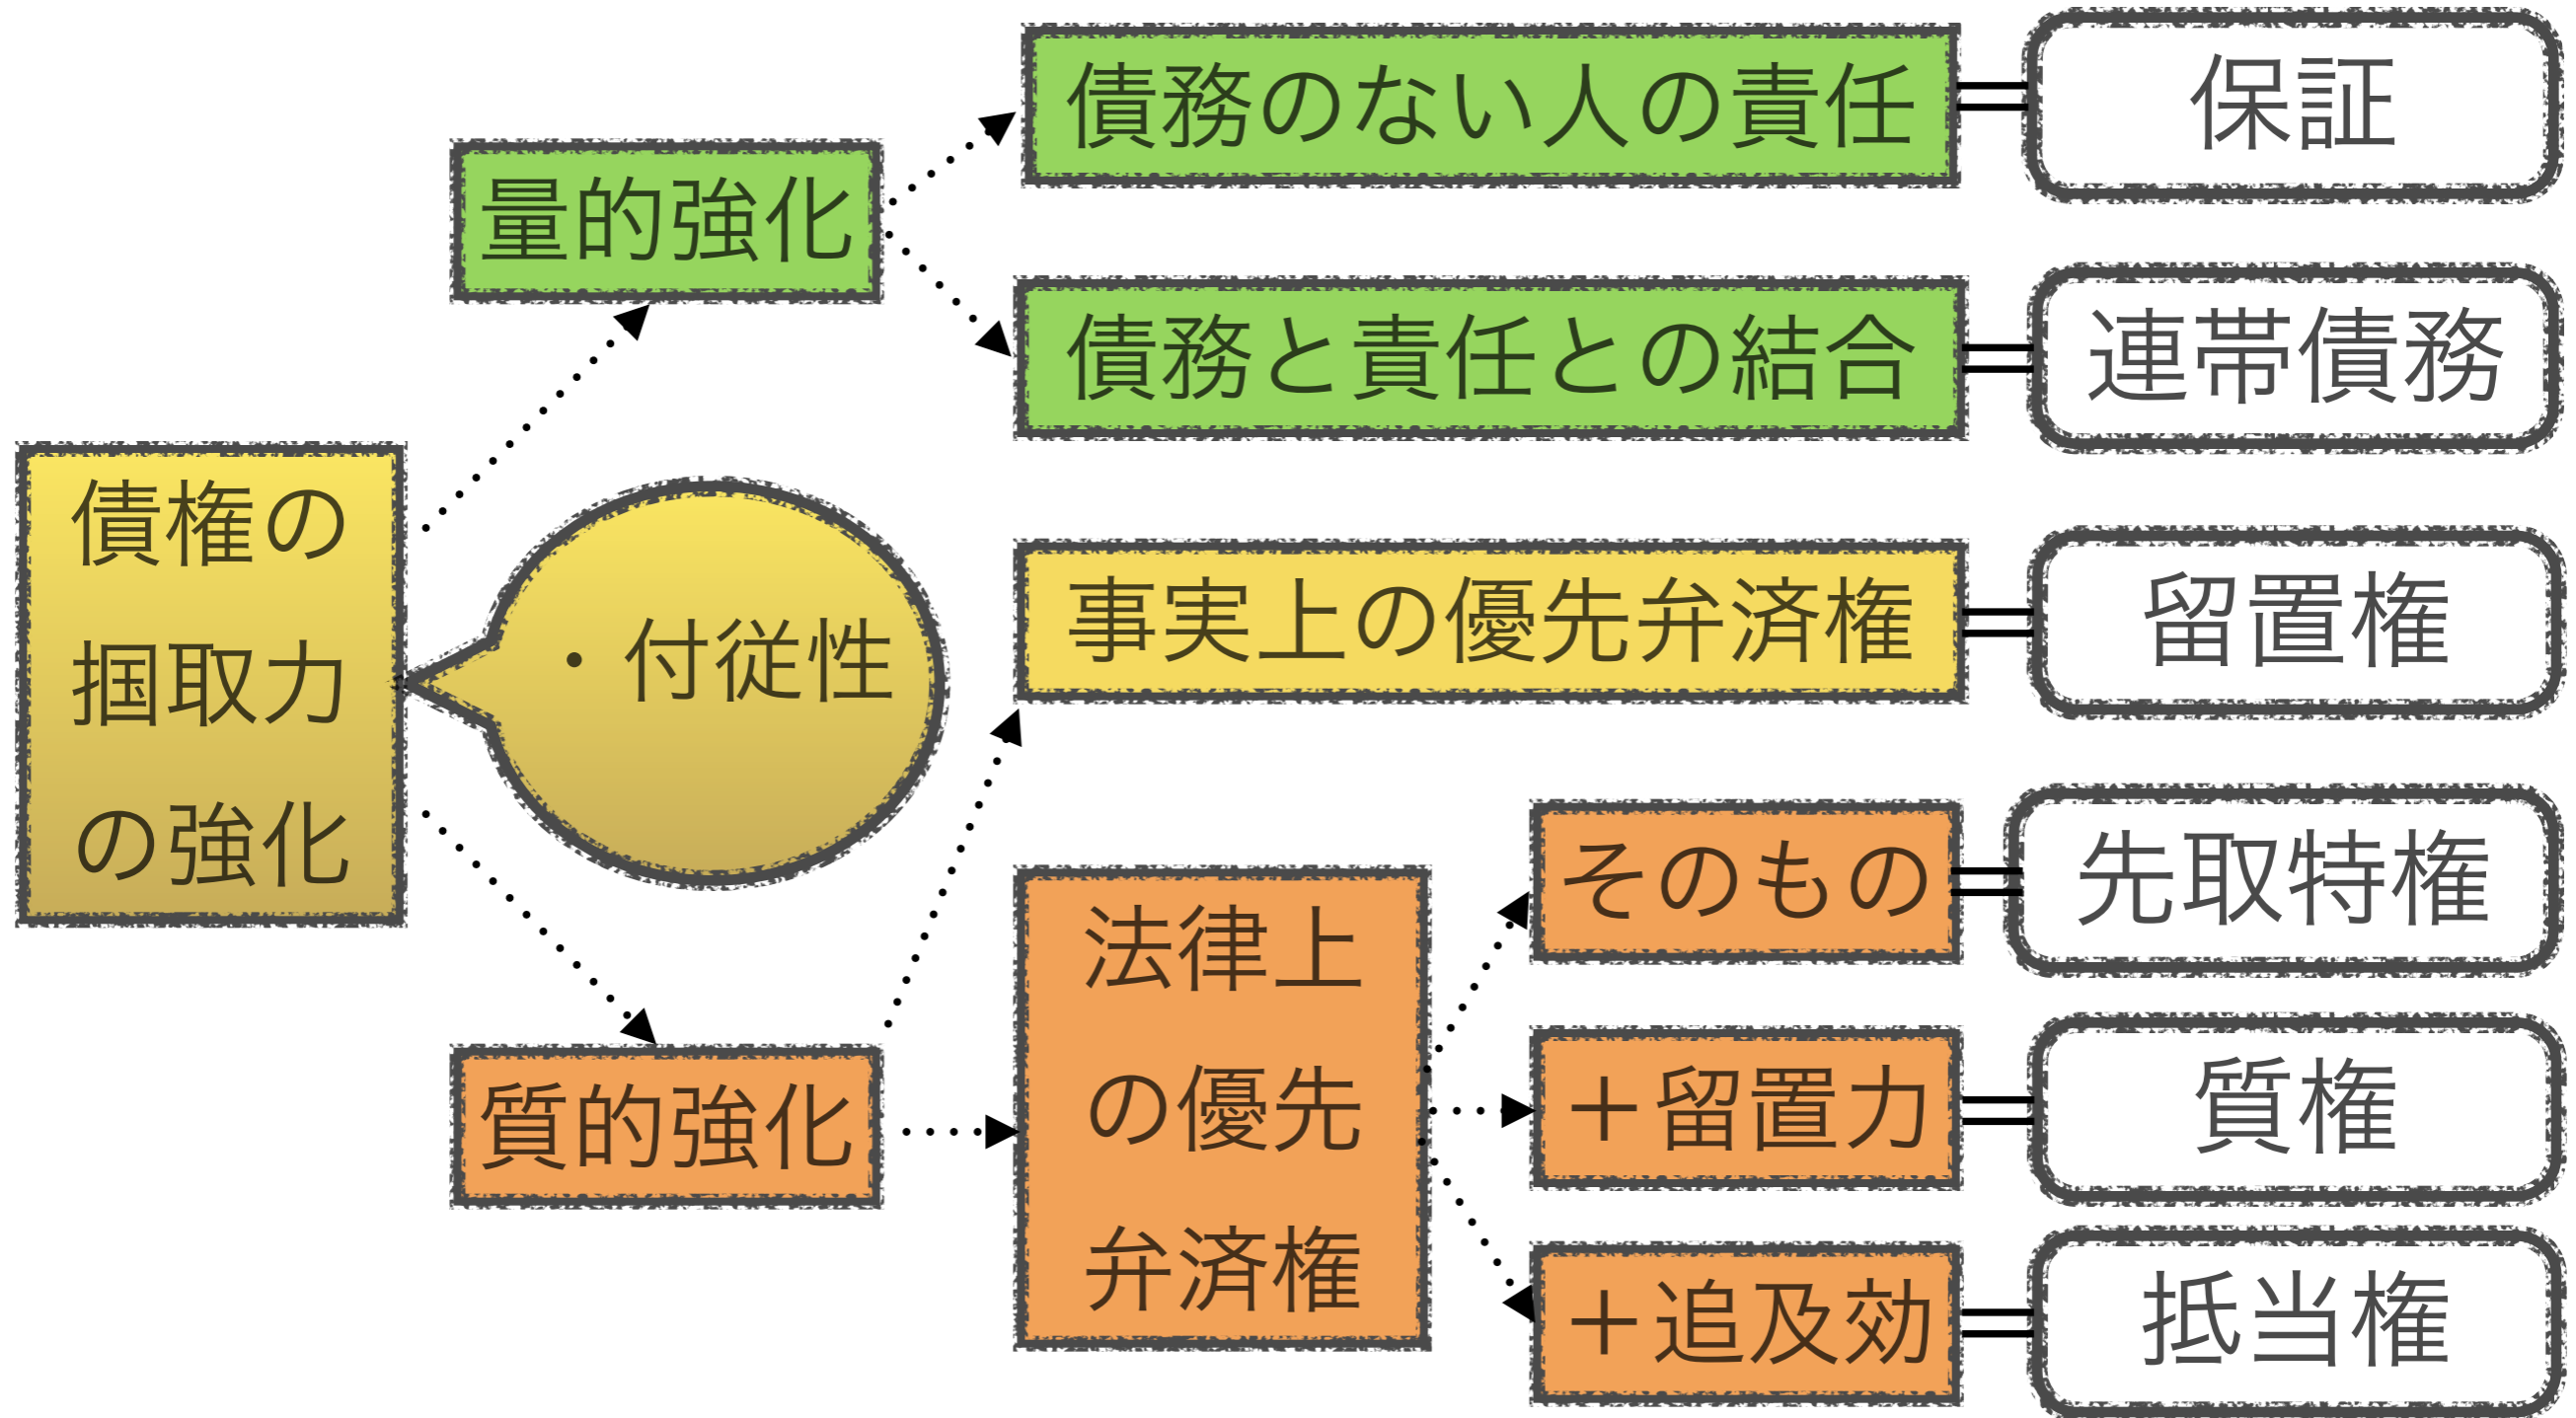 債権の
掴取力
の強化
・付従性
量的強化
債務のない人の責任
保証
債務と責任との結合
連帯債務
質的強化
事実上の優先弁済権
留置権
法律上
の優先
弁済権
そのもの
先取特権
＋留置力
質権
＋追及効
抵当権